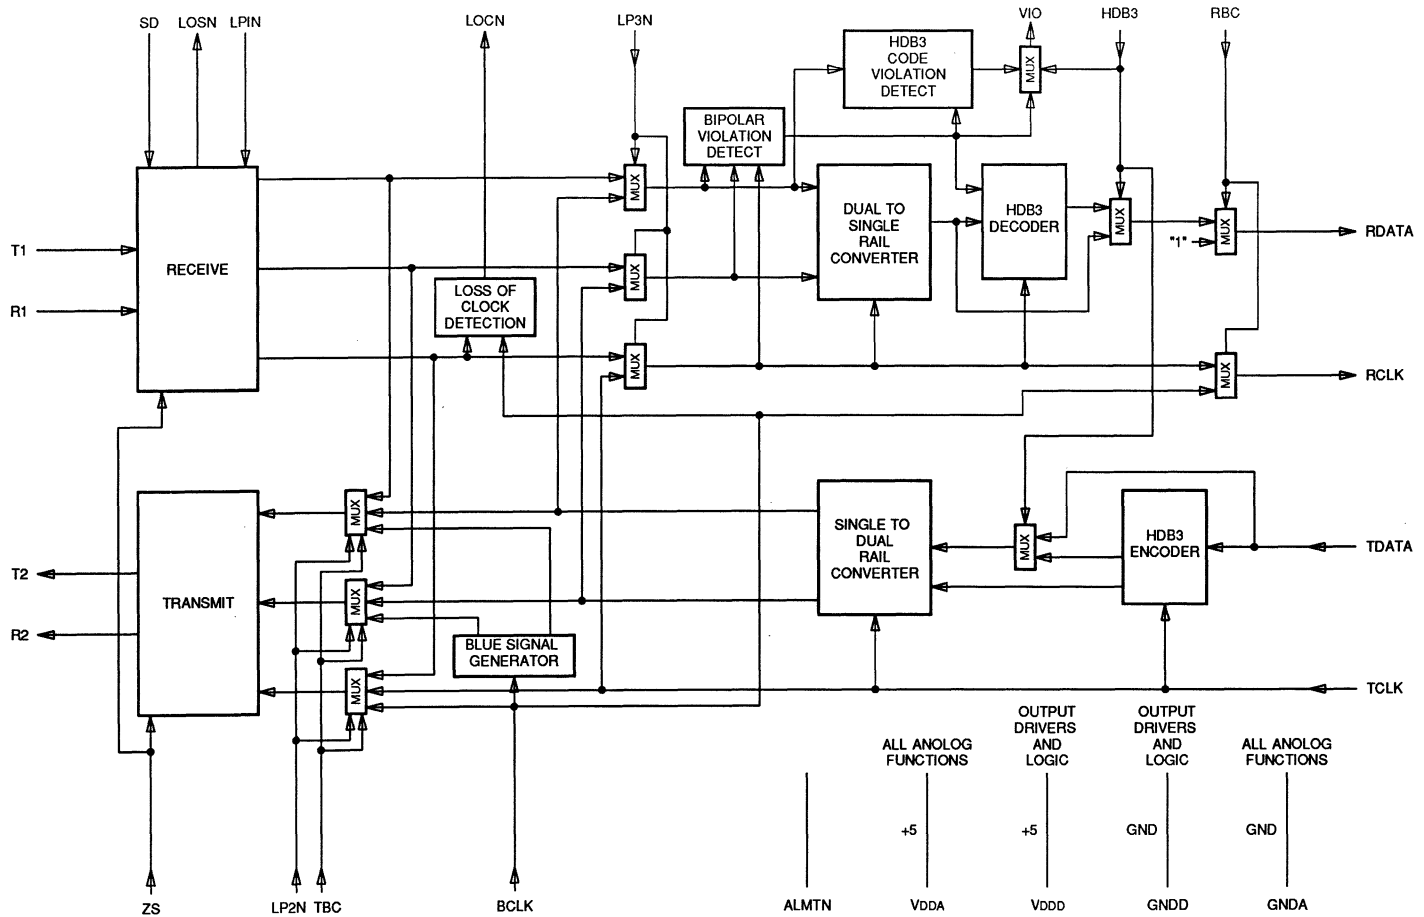 SD LOSN LPIN LOCN LP3N VIO HDB3 RBC
HDB3
CODE
VIOLATION
DETECT
MUX
BIPOLAR
VIOLATION
DETECT
MUX
DUAL TO
SINGLE
RAIL
CONVERTER
HDB3
DECODER
MUX
MUX
"1"
RDATA
T1
RECEIVE
R1
LOSS OF
CLOCK
DETECTION
MUX
MUX
MUX
RCLK
MUX
SINGLE TO
DUAL
RAIL
CONVERTER
MUX
HDB3
ENCODER
TDATA
T2
TRANSMIT
R2
MUX
BLUE SIGNAL
GENERATOR
MUX
TCLK
ALL ANOLOG
FUNCTIONS
OUTPUT
DRIVERS
AND
LOGIC
OUTPUT
DRIVERS
AND
LOGIC
ALL ANOLOG
FUNCTIONS
+5 +5 GND GND
ZS LP2N TBC BCLK ALMTN VDDA VDDD GNDD GNDA